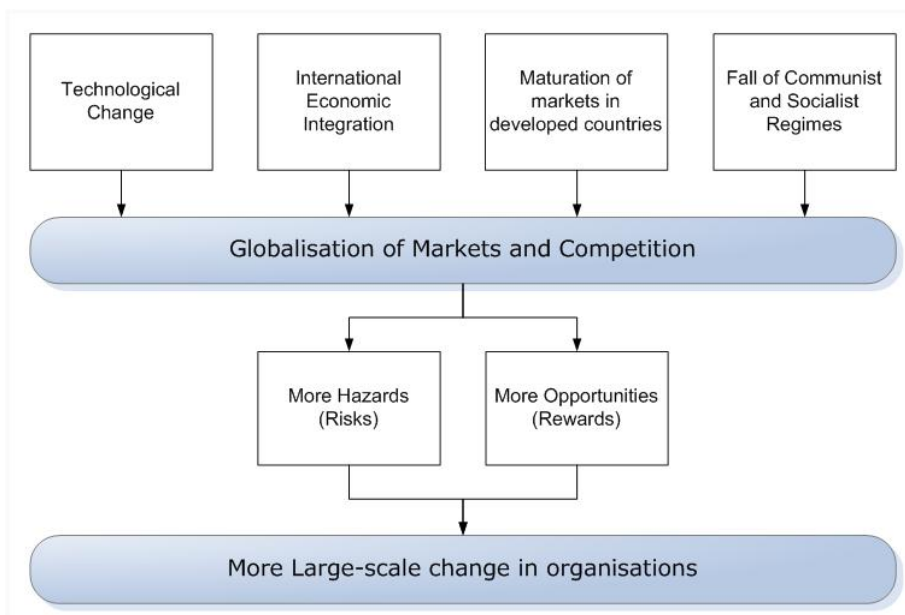 Technological
Change
International
Economic
Integration
Maturation of
markets in
developed countries
Fall of Communist
and Socialist
Regimes
Globalisation of Markets and Competition
More Hazards
(Risks)
More Opportunities
(Rewards)
More Large-scale change in organisations